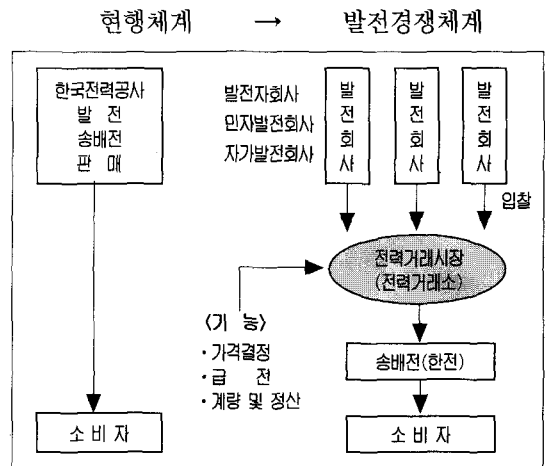 현행체계 → 발전경쟁체계
한국전력공사
발 전
송배전
판 매
소 비 자
발전자회사
민자발전회사
자가발전회사
발전회사
발전회사
발전회사
입찰
전력거래시장
(전력거래소)
〈기 능〉
·가격결정
·급 전
·계량 및 정산
송배전(한전)
소 비 자